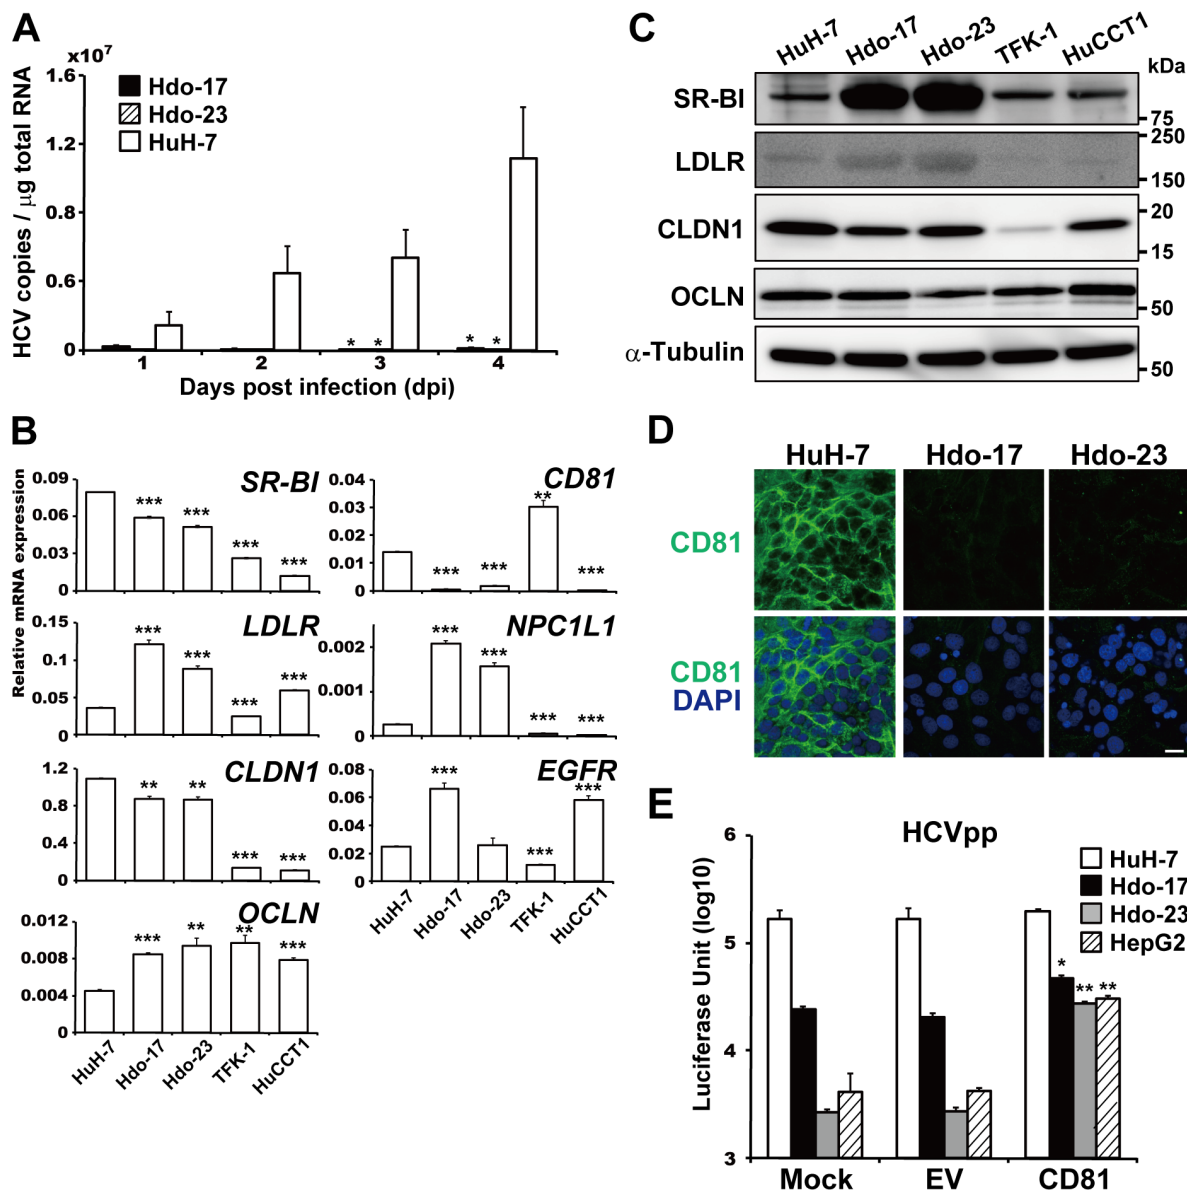 A
x10⁷
HCV copies / μg total RNA
1.6
1.2
0.8
0.6
0
Hdo-17
Hdo-23
HuH-7
* * * *
1 2 3 4
Days post infection (dpi)
B
Relative mRNA expression
SR-BI
0.09
0.06
0.03
0
*** *** *** ***
CD81
0.04
0.03
0.02
0.01
0
*** *** ** ***
LDLR
0.15
0.1
0.05
0
*** *** *** ***
NPC1L1
0.002
0.001
0
*** *** *** ***
CLDN1
1.2
0.8
0.4
0
** ** *** ***
EGFR
0.08
0.06
0.04
0.02
0
*** *** ***
HuH-7 Hdo-17 Hdo-23 TFK-1 HuCCT1
OCLN
0.012
0.008
0.004
0
*** ** ** ***
HuH-7 Hdo-17 Hdo-23 TFK-1 HuCCT1
C
HuH-7 Hdo-17 Hdo-23 TFK-1 HuCCT1
kDa
SR-BI
75
LDLR
250
150
CLDN1
20
15
OCLN
50
α-Tubulin
50
D
HuH-7 Hdo-17 Hdo-23
CD81
CD81
DAPI
E
HCVpp
Luciferase Unit (log10)
6
5
4
3
HuH-7
Hdo-17
Hdo-23
HepG2
* ** **
Mock EV CD81